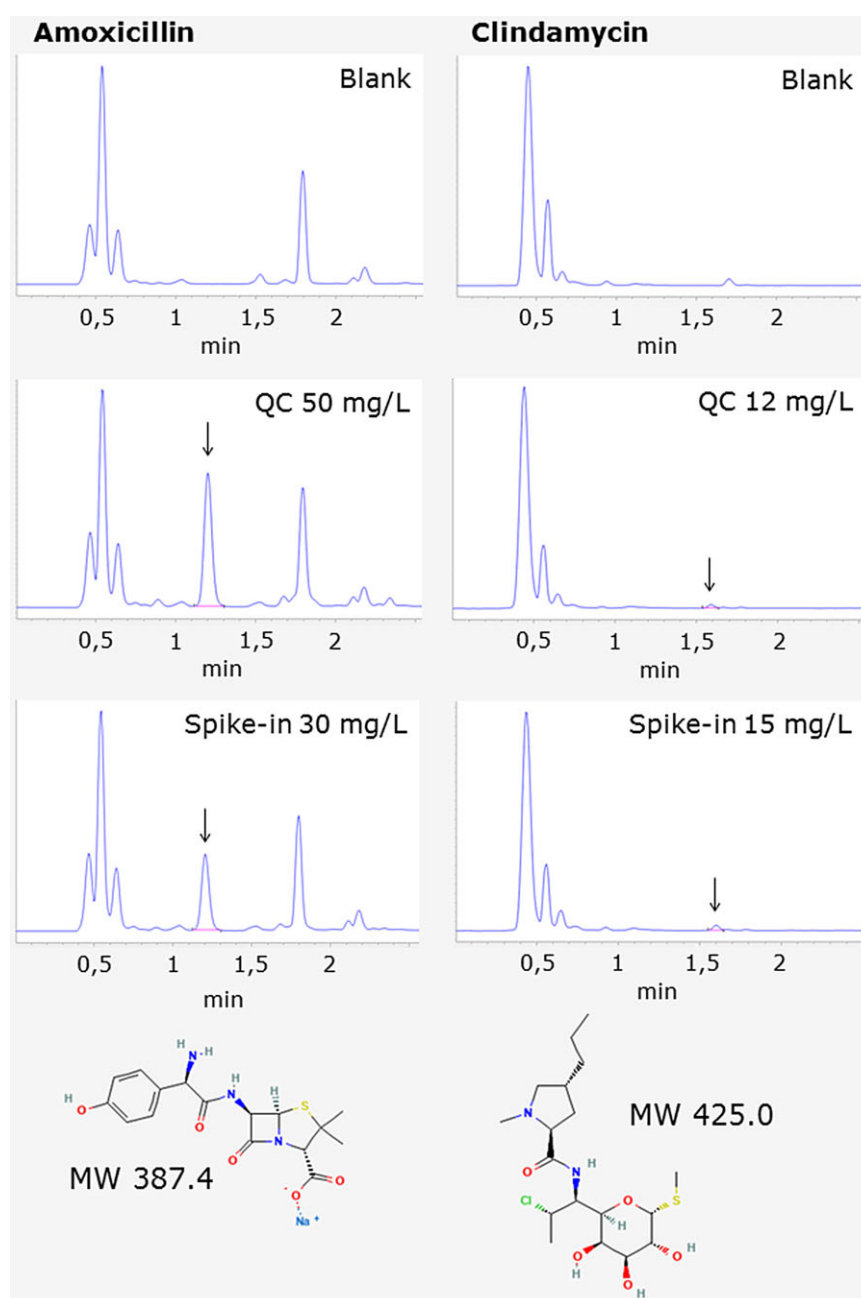 Amoxicillin
Clindamycin
Blank
Blank
0,5 1 1,5 2
min
0,5 1 1,5 2
min
QC 50 mg/L
QC 12 mg/L
0,5 1 1,5 2
min
0,5 1 1,5 2
min
Spike-in 30 mg/L
Spike-in 15 mg/L
0,5 1 1,5 2
min
0,5 1 1,5 2
min
H
N
H
H
O
O
H
N
H
S
N
O
O
O
-
Na +
MW 387.4
N
O
N H
Cl
O
S
H
O
H
O
H
O
H
MW 425.0